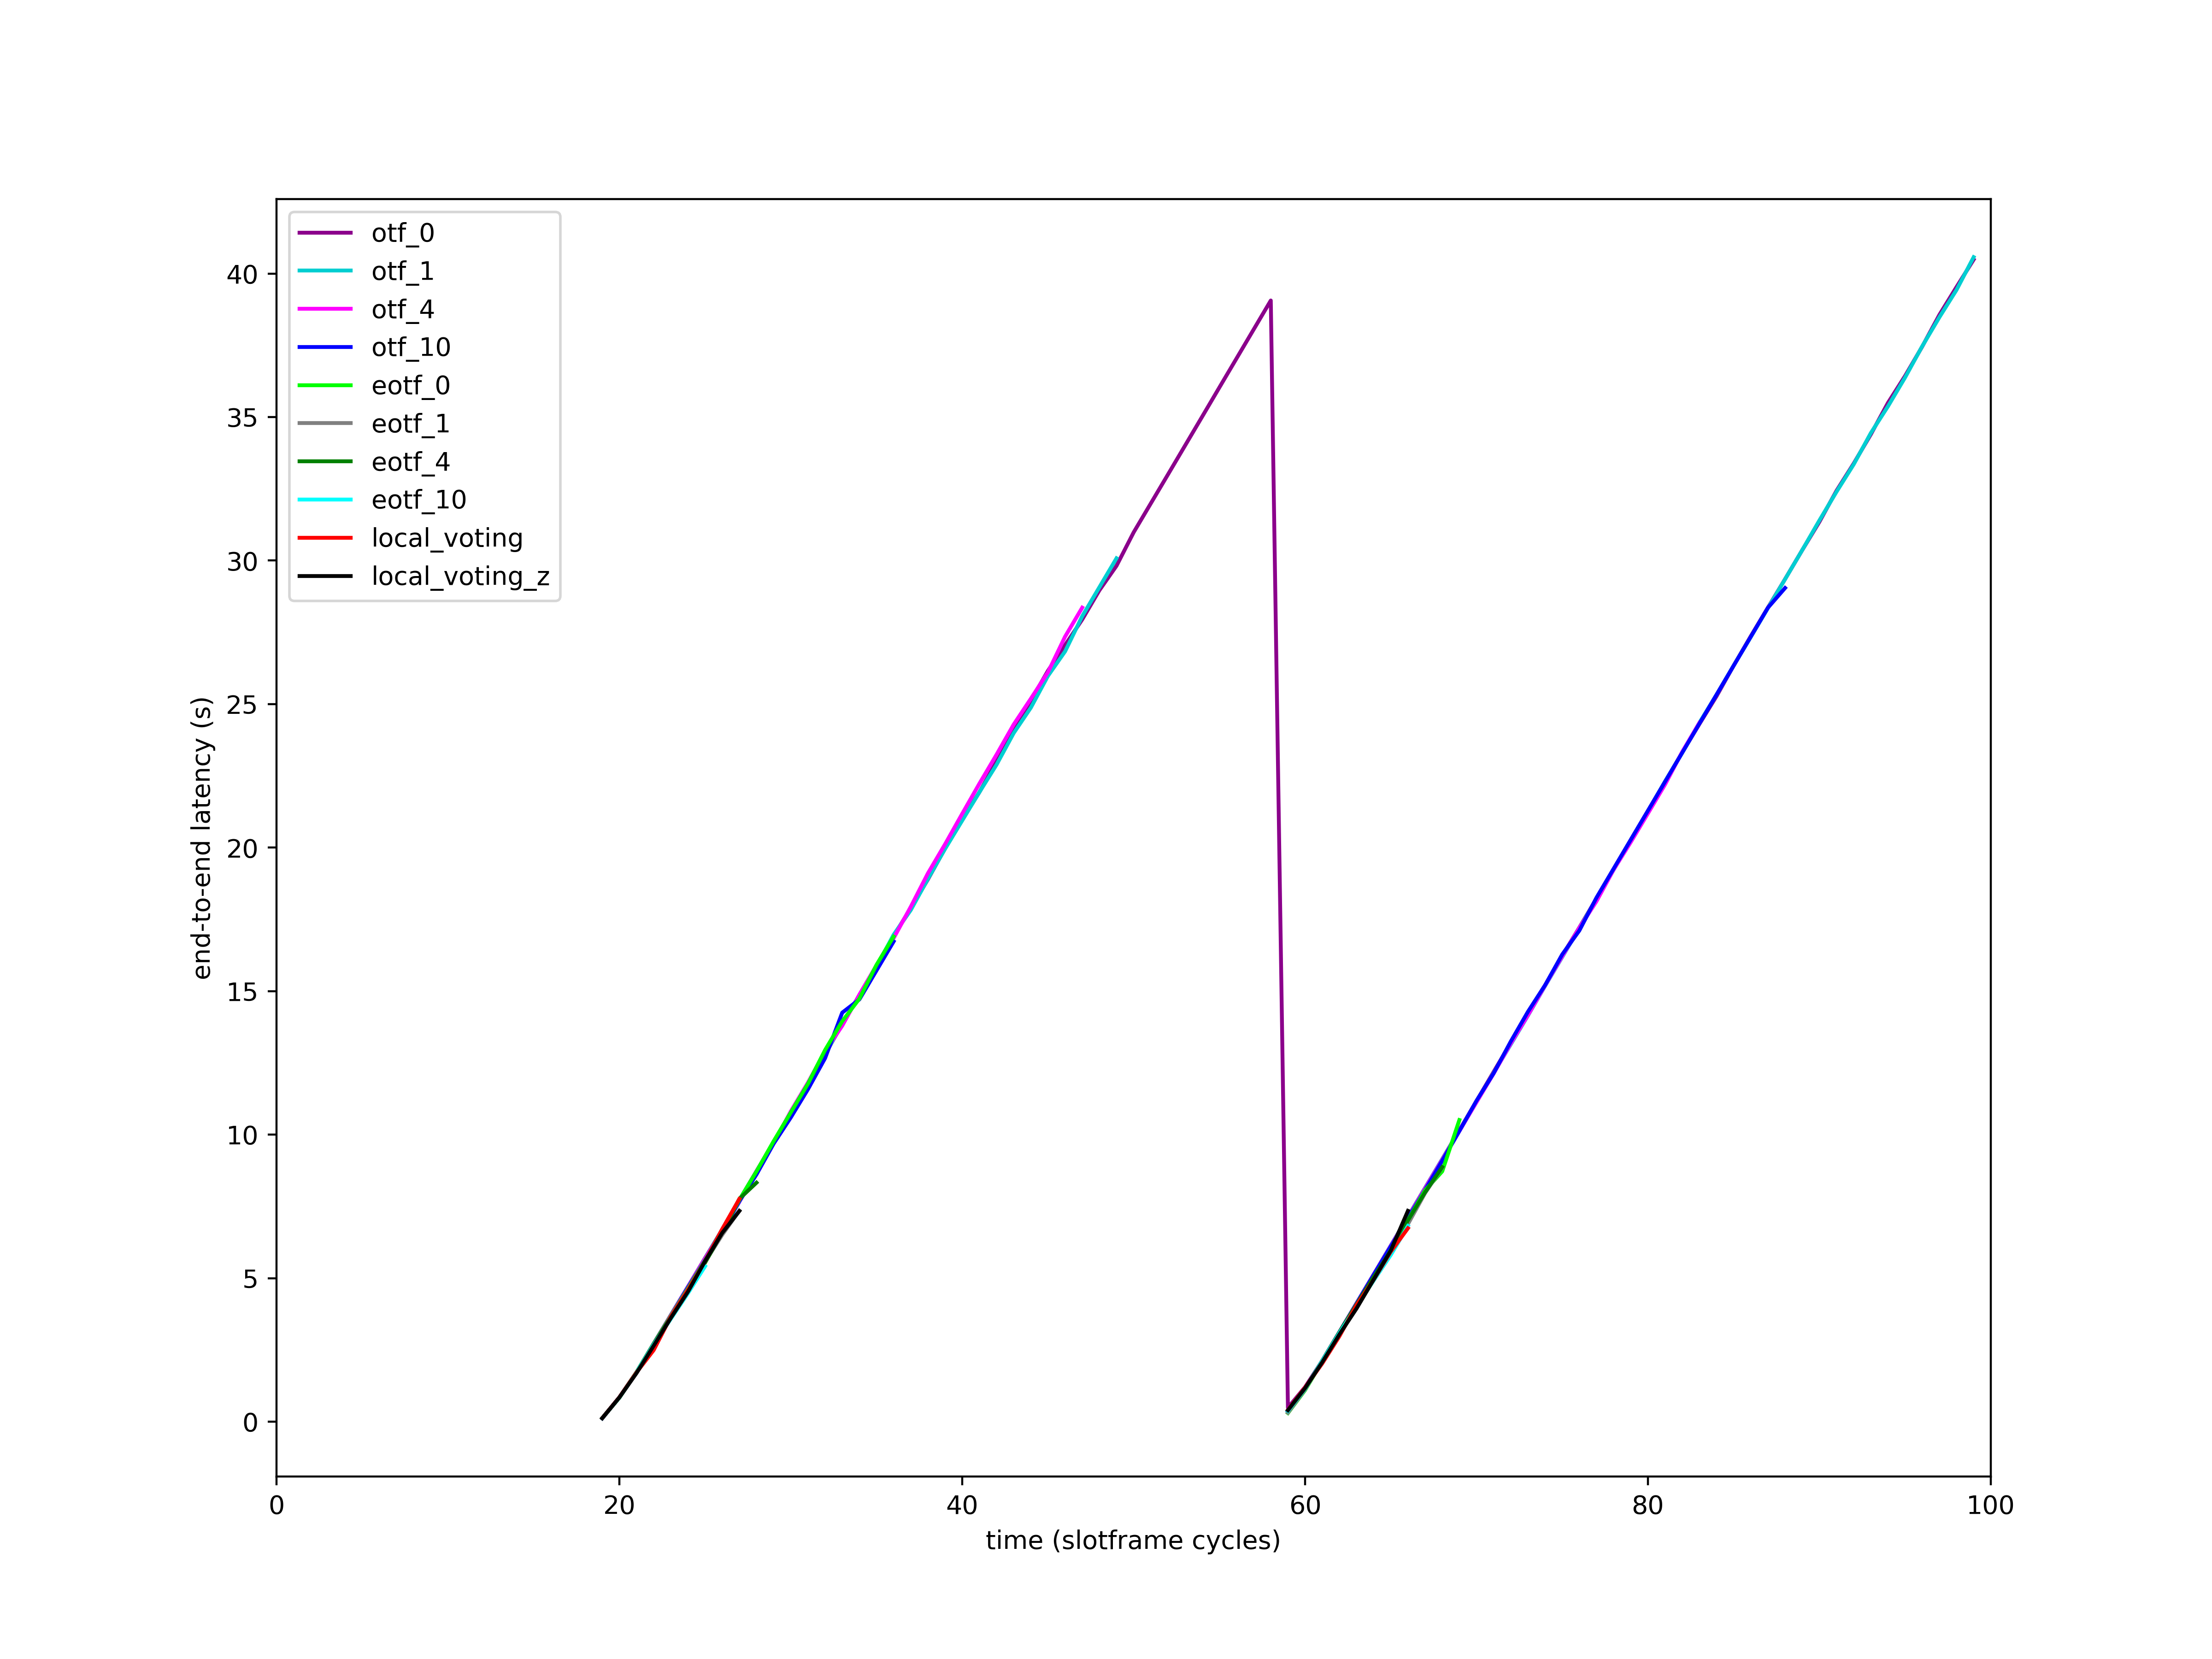 otf_0
otf_1
otf_4
otf_10
eotf_0
eotf_1
eotf_4
eotf_10
local_voting
local_voting_z
40
35
30
25
20
15
10
5
0
end-to-end latency (s)
0 20 40 60 80 100
time (slotframe cycles)